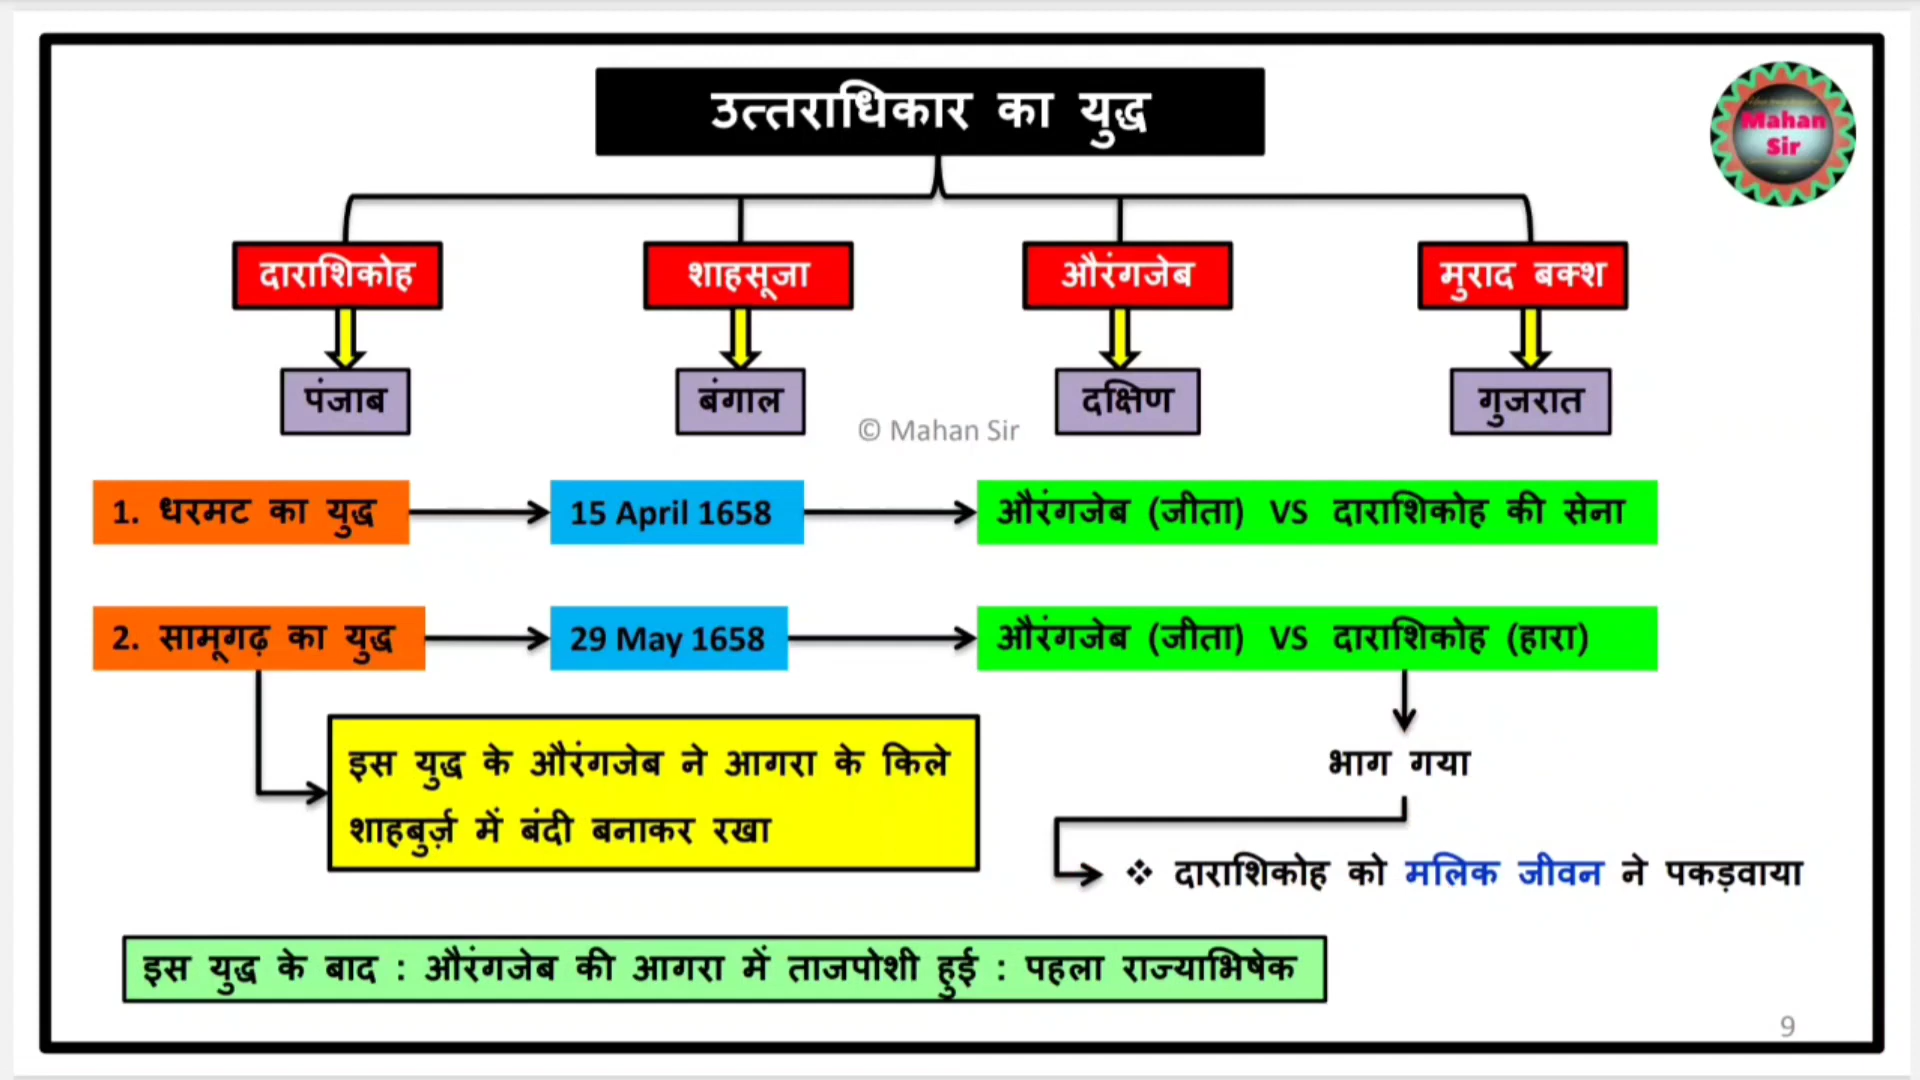 उत्तराधिकार का युद्ध
Mahan
Sir
दाराशिकोह
शाहसूजा
औरंगजेब
मुराद बक्श
पंजाब
बंगाल
दक्षिण
गुजरात
© Mahan Sir
1. धरमट का युद्ध
15 April 1658
औरंगजेब (जीता) VS दाराशिकोह की सेना
2. सामूगढ़ का युद्ध
29 May 1658
औरंगजेब (जीता) VS दाराशिकोह (हारा)
इस युद्ध के औरंगजेब ने आगरा के किले
शाहबुर्ज़ में बंदी बनाकर रखा
भाग गया
❖ दाराशिकोह को मलिक जीवन ने पकड़वाया
इस युद्ध के बाद : औरंगजेब की आगरा में ताजपोशी हुई : पहला राज्याभिषेक
9